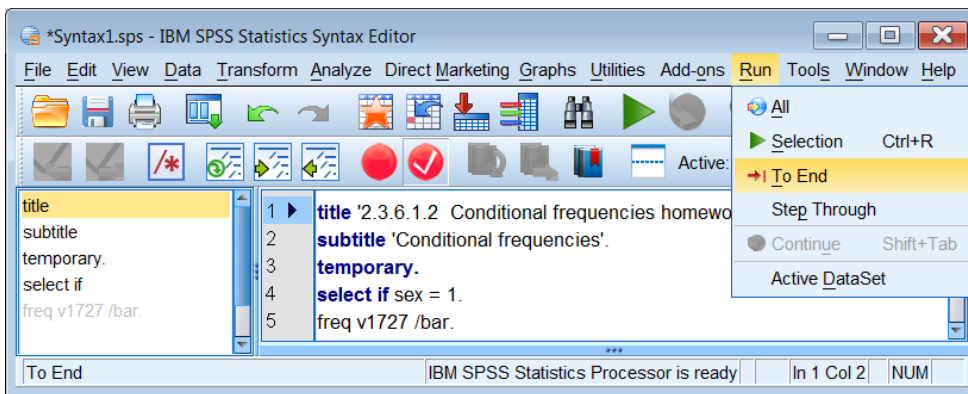 *Syntax1.sps - IBM SPSS Statistics Syntax Editor
File Edit View Data Transform Analyze Direct Marketing Graphs Utilities Add-ons Run Tools Window Help
All
Selection Ctrl+R
To End
Step Through
Continue Shift+Tab
Active DataSet
/*
Active:
title
subtitle
temporary.
select if
freq v1727 /bar.
1 title '2.3.6.1.2 Conditional frequencies homewo
2 subtitle 'Conditional frequencies'.
3 temporary.
4 select if sex = 1.
5 freq v1727 /bar.
To End IBM SPSS Statistics Processor is ready In 1 Col 2 NUM